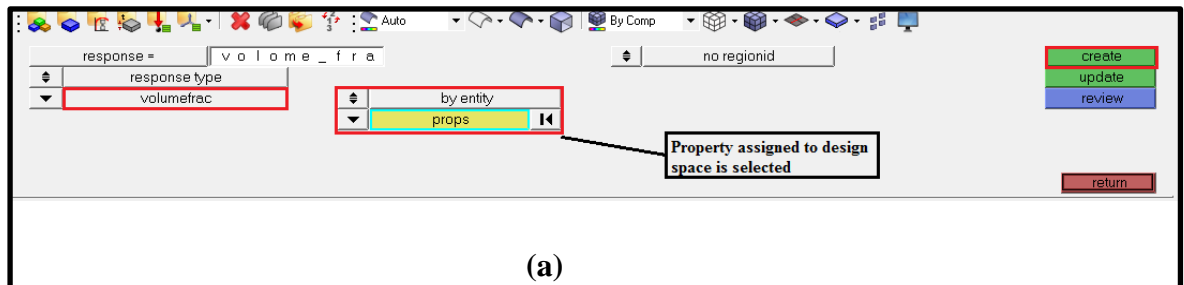 Auto By Comp
response = volome_fra no regionid create
response type update
volumefrac by entity review
props
Property assigned to design
space is selected
return
(a)